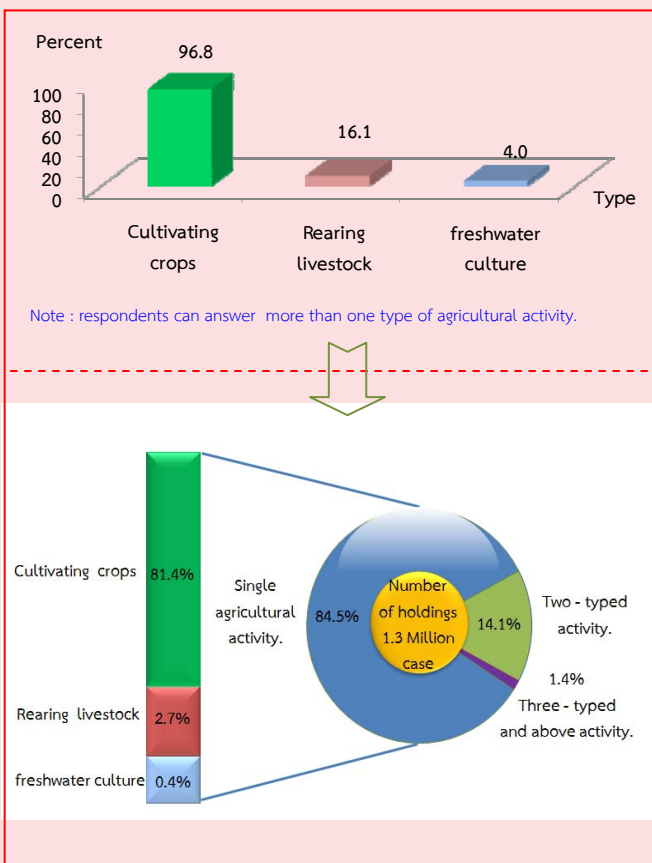 Percent
96.8
16.1
4.0
100
80
60
40
20
0
Type
Cultivating
crops
Rearing
livestock
freshwater
culture
Note : respondents can answer more than one type of agricultural activity.
Cultivating crops
81.4%
Rearing livestock
2.7%
freshwater culture
0.4%
Single
agricultural
activity.
84.5%
Number
of holdings
1.3 Million
case
14.1%
Two - typed
activity.
1.4%
Three - typed
and above activity.